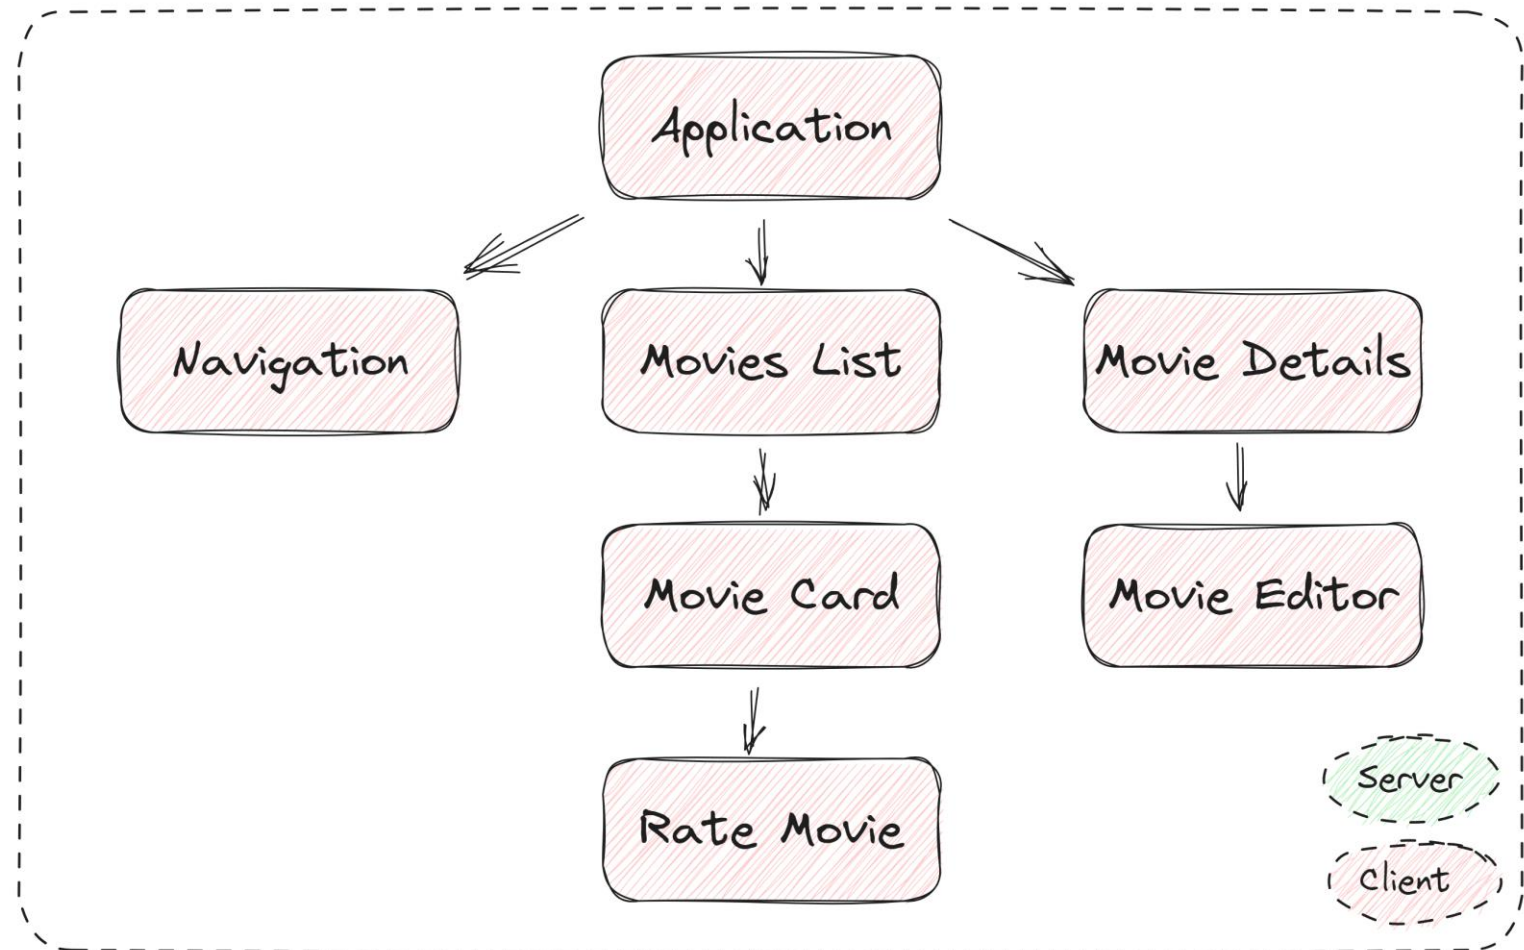 Application
Navigation
Movies List
Movie Details
Movie Card
Movie Editor
Rate Movie
Server
Client